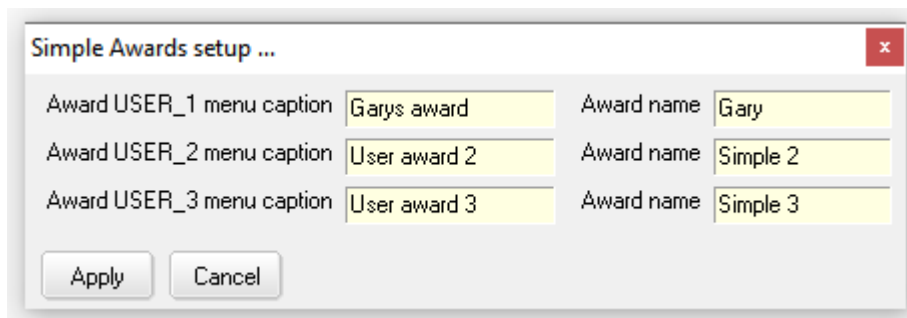 Simple Awards setup ...
x
Award USER_1 menu caption Garys award Award name Gary
Award USER_2 menu caption User award 2 Award name Simple 2
Award USER_3 menu caption User award 3 Award name Simple 3
Apply Cancel